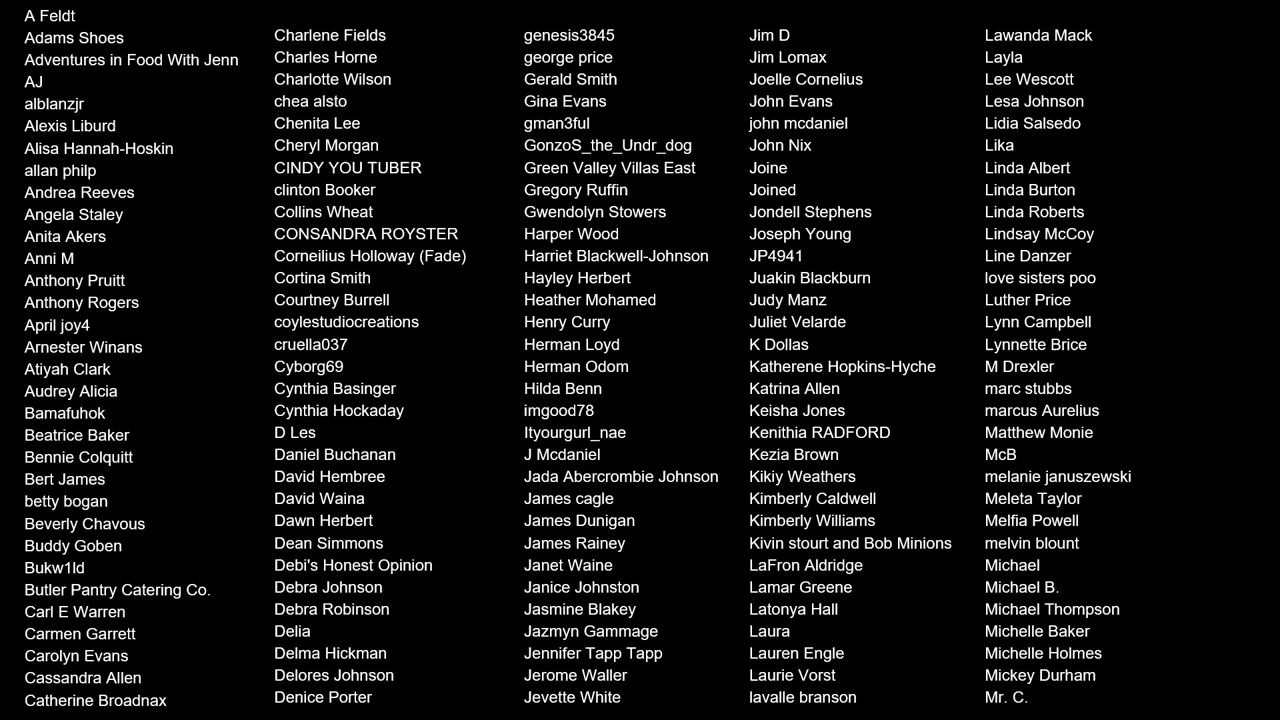 A Feldt
Adams Shoes
Adventures in Food With Jenn
AJ
alblanzjr
Alexis Liburd
Alisa Hannah-Hoskin
allan philp
Andrea Reeves
Angela Staley
Anita Akers
Anni M
Anthony Pruitt
Anthony Rogers
April joy4
Arnester Winans
Atiyah Clark
Audrey Alicia
Bamafuhok
Beatrice Baker
Bennie Colquitt
Bert James
betty bogan
Beverly Chavous
Buddy Goben
Bukw1ld
Butler Pantry Catering Co.
Carl E Warren
Carmen Garrett
Carolyn Evans
Cassandra Allen
Catherine Broadnax
Charlene Fields
Charles Horne
Charlotte Wilson
chea alsto
Chenita Lee
Cheryl Morgan
CINDY YOU TUBER
clinton Booker
Collins Wheat
CONSANDRA ROYSTER
Corneilius Holloway (Fade)
Cortina Smith
Courtney Burrell
coylestudiocreations
cruella037
Cyborg69
Cynthia Basinger
Cynthia Hockaday
D Les
Daniel Buchanan
David Hembree
David Waina
Dawn Herbert
Dean Simmons
Debi's Honest Opinion
Debra Johnson
Debra Robinson
Delia
Delma Hickman
Delores Johnson
Denice Porter
genesis3845
george price
Gerald Smith
Gina Evans
gman3ful
GonzoS_the_Undr_dog
Green Valley Villas East
Gregory Ruffin
Gwendolyn Stowers
Harper Wood
Harriet Blackwell-Johnson
Hayley Herbert
Heather Mohamed
Henry Curry
Herman Loyd
Herman Odom
Hilda Benn
imgood78
Ityourgurl_nae
J Mcdaniel
Jada Abercrombie Johnson
James cagle
James Dunigan
James Rainey
Janet Waine
Janice Johnston
Jasmine Blakey
Jazmyn Gammage
Jennifer Tapp Tapp
Jerome Waller
Jevette White
Jim D
Jim Lomax
Joelle Cornelius
John Evans
john mcdaniel
John Nix
Joine
Joined
Jondell Stephens
Joseph Young
JP4941
Juakin Blackburn
Judy Manz
Juliet Velarde
K Dollas
Katherene Hopkins-Hyche
Katrina Allen
Keisha Jones
Kenithia RADFORD
Kezia Brown
Kikiy Weathers
Kimberly Caldwell
Kimberly Williams
Kivin stourt and Bob Minions
LaFron Aldridge
Lamar Greene
Latonya Hall
Laura
Lauren Engle
Laurie Vorst
lavalle branson
Lawanda Mack
Layla
Lee Wescott
Lesa Johnson
Lidia Salsedo
Lika
Linda Albert
Linda Burton
Linda Roberts
Lindsay McCoy
Line Danzer
love sisters poo
Luther Price
Lynn Campbell
Lynnette Brice
M Drexler
marc stubbs
marcus Aurelius
Matthew Monie
McB
melanie januszewski
Meleta Taylor
Melfia Powell
melvin blount
Michael
Michael B.
Michael Thompson
Michelle Baker
Michelle Holmes
Mickey Durham
Mr. C.